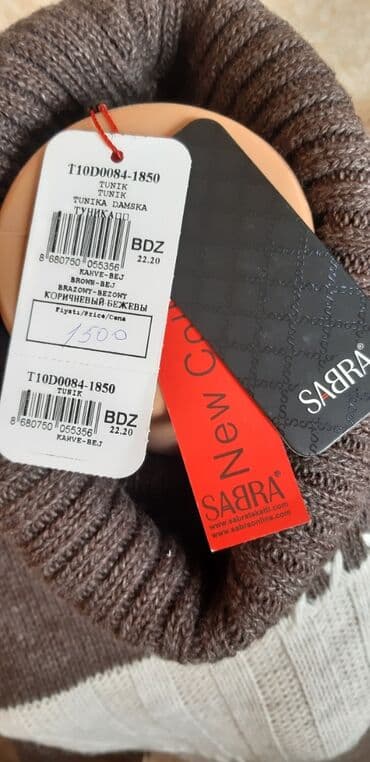 T10D0084-1850
TUNIK
TUNIK
TUNIKA DAMSKA
BDZ
22.20
8 680750 055356
KAHVE-BEJ
BROWN-BEJ
BRAZOWY-BEZOWY
КОРИЧНЕВЫЙ-БЕЖЕВЫ
Fiyati/Price/Cena
1500
T10D0084-1850
TUNIK
BDZ
22.20
8 680750 055356
KAHVE-BEJ
SABRA®
New Co
SABRA®
www.sabratakstil.com
www.sabraonline.com